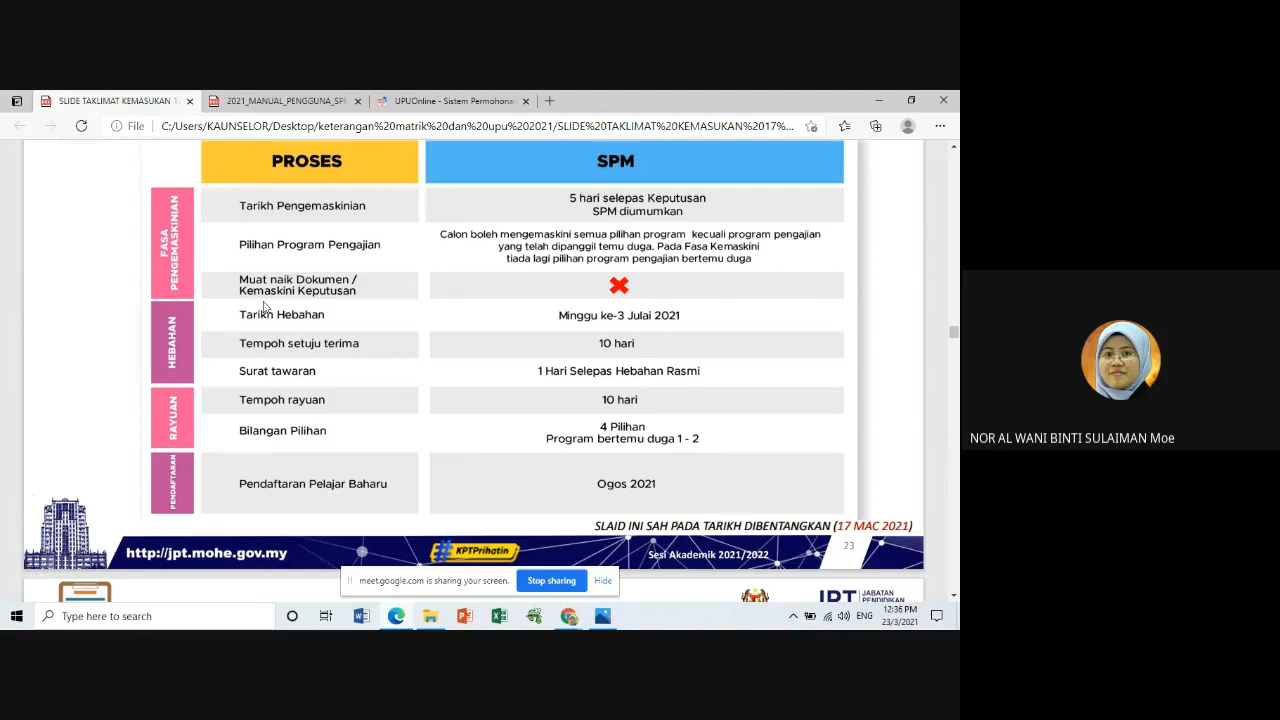 SLIDE TAKLIMAT KEMASUKAN 1
2021_MANUAL_PENGGUNA_SP
UPUOnline - Sistem Permohon
File
C:/Users/KAUNSELOR/Desktop/keterangan%20matrik%20dan%20upu%202021/SLIDE%20TAKLIMAT%20KEMASUKAN%2017%...
PROSES
SPM
FASA
PENGEMASKINIAN
Tarikh Pengemaskinian
5 hari selepas Keputusan
SPM diumumkan
Pilihan Program Pengajian
Calon boleh mengemaskini semua pilihan program kecuali program pengajian
yang telah dipanggil temu duga. Pada Fasa Kemaskini
tiada lagi pilihan program pengajian bertemu duga
Muat naik Dokumen /
Kemaskini Keputusan
HEBAHAN
Tarikh Hebahan
Minggu ke-3 Julai 2021
Tempoh setuju terima
10 hari
Surat tawaran
1 Hari Selepas Hebahan Rasmi
RAYUAN
Tempoh rayuan
10 hari
Bilangan Pilihan
4 Pilihan
Program bertemu duga 1 - 2
PENDAFTARAN
Pendaftaran Pelajar Baharu
Ogos 2021
SLAID INI SAH PADA TARIKH DIBENTANGKAN (17 MAC 2021)
http://jpt.mohe.gov.my
#KPTPrihatin
Sesi Akademik 2021/2022
23
meet.google.com is sharing your screen.
Stop sharing
Hide
JPT
JABATAN
PENDIDIKAN
Type here to search
ENG
12:36 PM
23/3/2021
NOR AL WANI BINTI SULAIMAN Moe